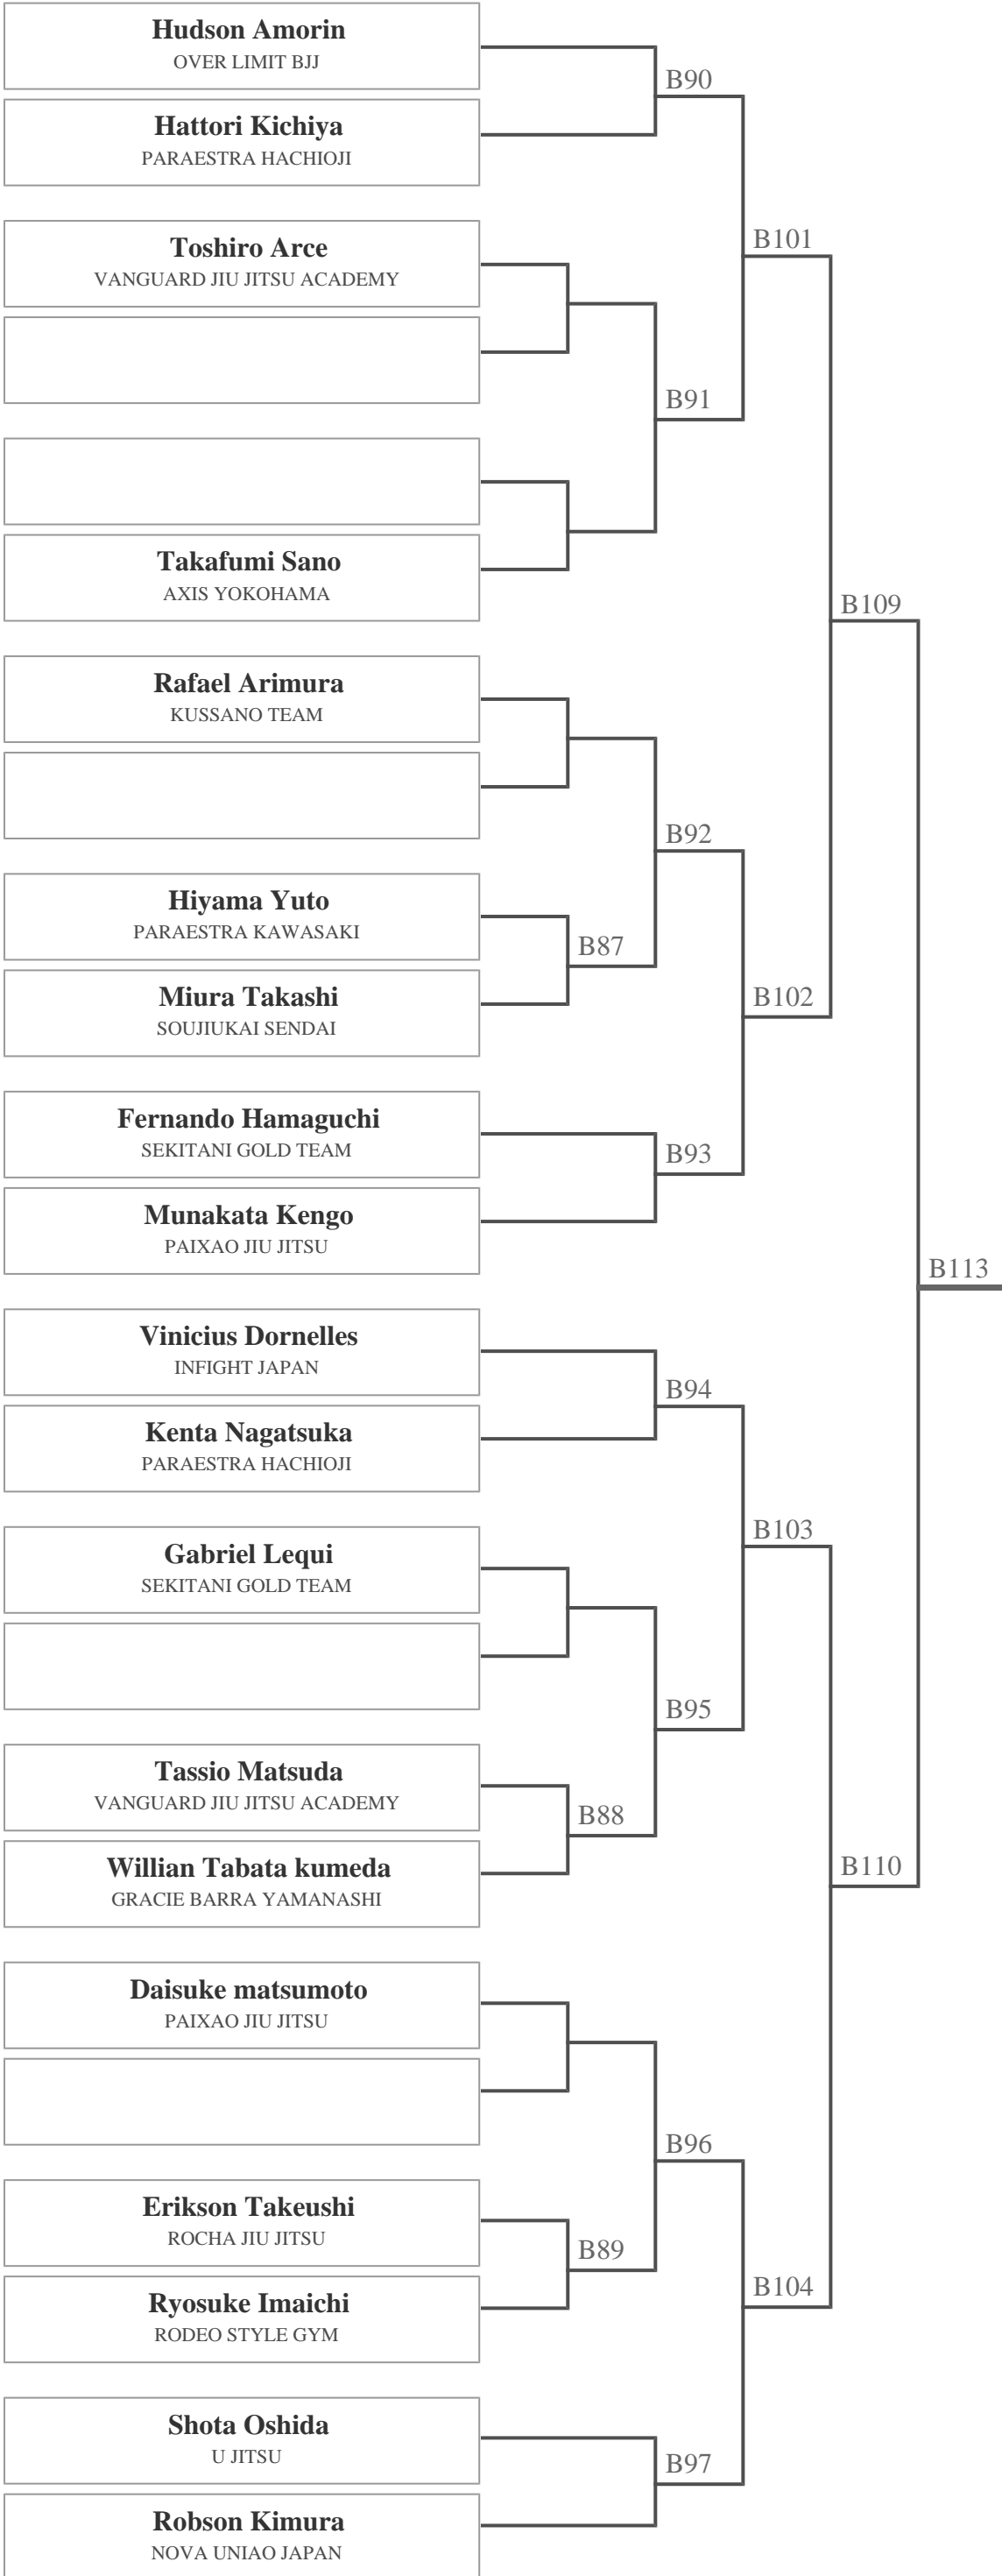 Hudson Amorin
OVER LIMIT BJJ
B90
Hattori Kichiya
PARAESTRA HACHIOJI
B101
Toshiro Arce
VANGUARD JIU JITSU ACADEMY
B91
Takafumi Sano
AXIS YOKOHAMA
B109
Rafael Arimura
KUSSANO TEAM
B92
Hiyama Yuto
PARAESTRA KAWASAKI
B87
Miura Takashi
SOUJIUKAI SENDAI
B102
Fernando Hamaguchi
SEKITANI GOLD TEAM
B93
Munakata Kengo
PAIXAO JIU JITSU
B113
Vinicius Dornelles
INFIGHT JAPAN
B94
Kenta Nagatsuka
PARAESTRA HACHIOJI
B103
Gabriel Lequi
SEKITANI GOLD TEAM
B95
Tassio Matsuda
VANGUARD JIU JITSU ACADEMY
B88
Willian Tabata kumeda
GRACIE BARRA YAMANASHI
B110
Daisuke matsumoto
PAIXAO JIU JITSU
B96
Erikson Takeushi
ROCHA JIU JITSU
B89
Ryosuke Imaichi
RODEO STYLE GYM
B104
Shota Oshida
U JITSU
B97
Robson Kimura
NOVA UNIAO JAPAN